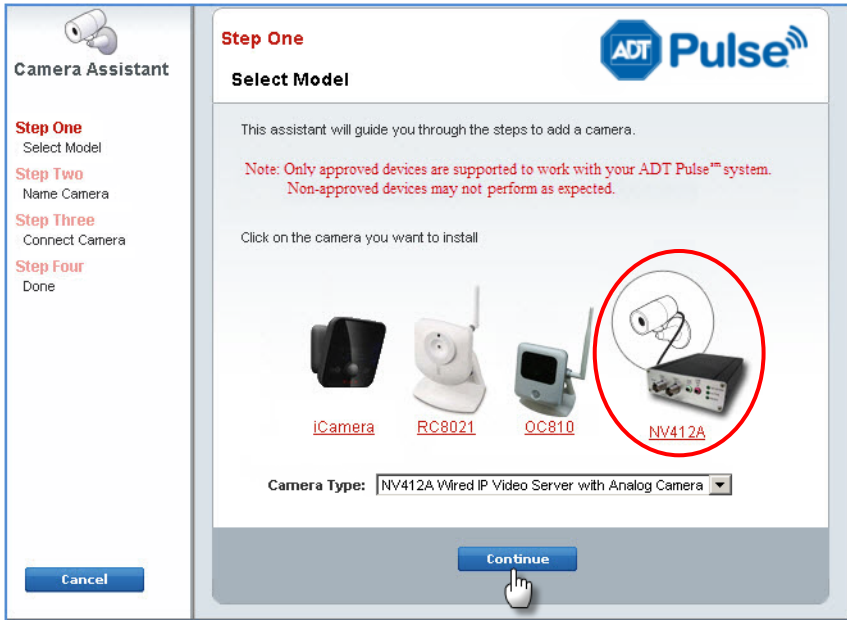 Camera Assistant
Step One
Select Model
Step Two
Name Camera
Step Three
Connect Camera
Step Four
Done
Cancel
Step One
Select Model
ADT Pulse
This assistant will guide you through the steps to add a camera.
Note: Only approved devices are supported to work with your ADT Pulse℠ system.
Non-approved devices may not perform as expected.
Click on the camera you want to install
iCamera
RC8021
OC810
NV412A
Camera Type: NV412A Wired IP Video Server with Analog Camera
Continue